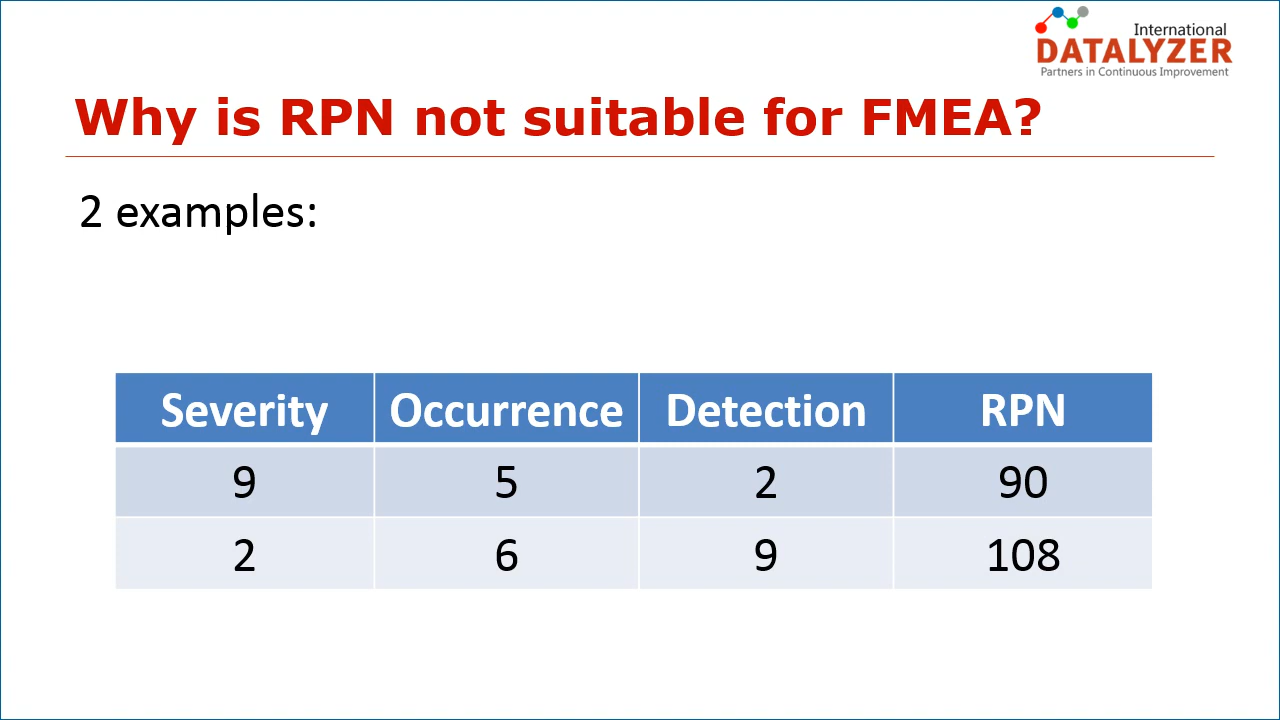 International
DATALYZER
Partners in Continuous Improvement
Why is RPN not suitable for FMEA?
2 examples:
Severity Occurrence Detection RPN
9 5 2 90
2 6 9 108